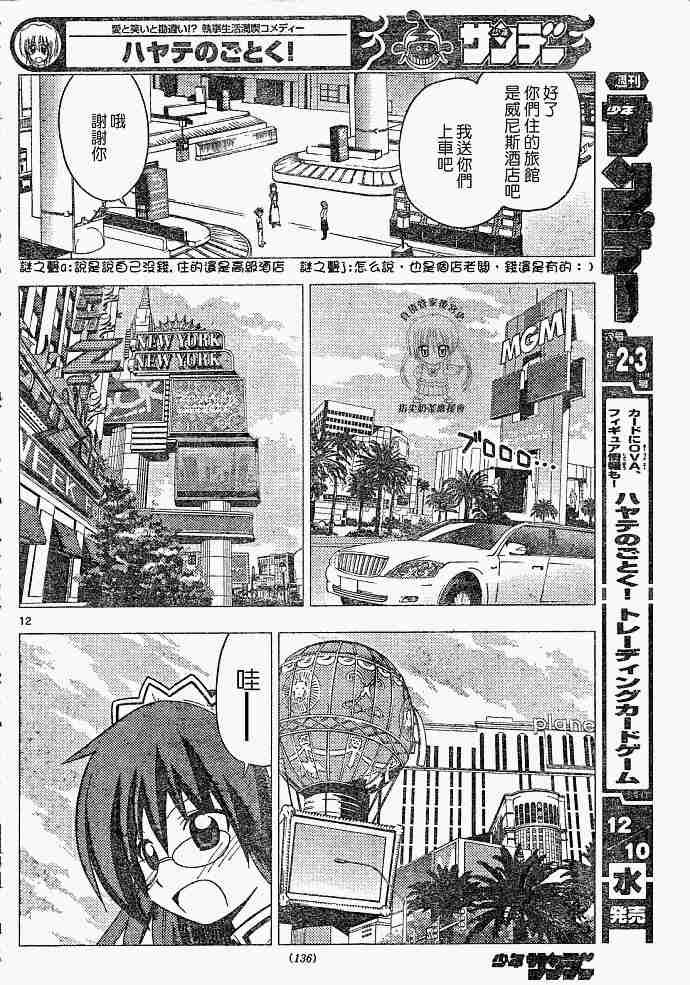 愛と笑いと勘違い!? 執事生活満喫コメディー
ハヤテのごとく!
サンデー
週刊
少年
サンデー
好了
你們住的旅館
是威尼斯酒店吧
我送你們
上車吧
哦
謝謝你
謎之聲a:說是說自己沒錢,住的還是高級酒店
謎之聲j:怎么說,也是個店老闆,錢還是有的:)
MGM
ブロロロ…
NEW YORK
NEW YORK
WEEK
12
plane
哇
2・3
号
カードにOVA、
フィギュア情報も!
ハヤテのごとく! トレーディングカードゲーム
12
10
水
発売
(136)
少年サンデー